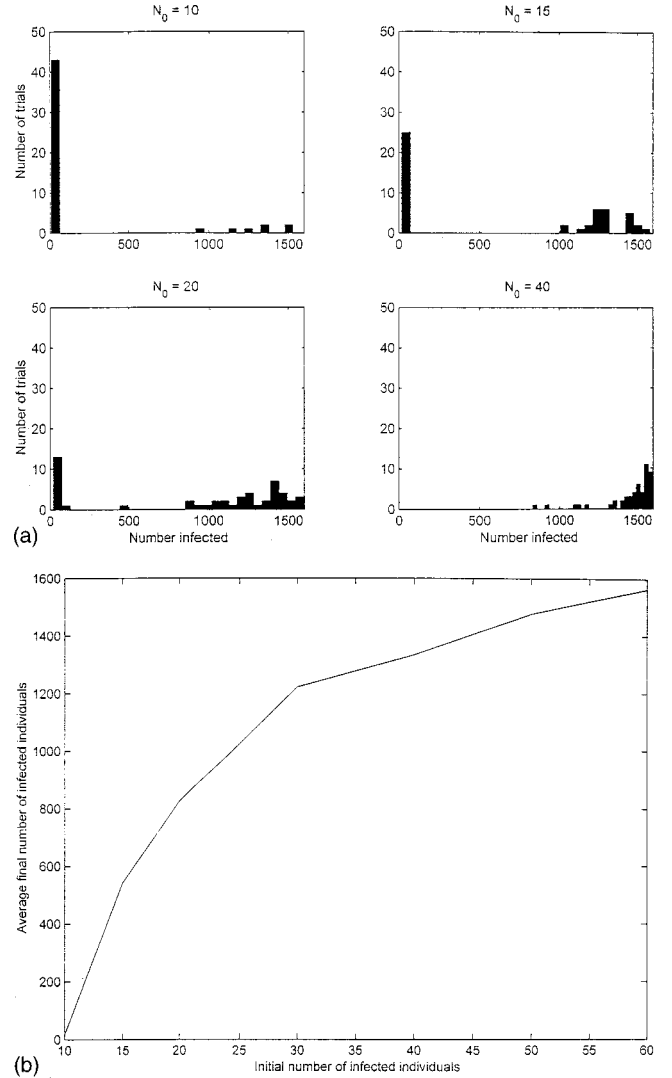 N0 = 10
N0 = 15
50
40
30
20
10
0
Number of trials
0 500 1000 1500
50
40
30
20
10
0
0 500 1000 1500
N0 = 20
N0 = 40
50
40
30
20
10
0
Number of trials
0 500 1000 1500
Number infected
50
40
30
20
10
0
0 500 1000 1500
Number infected
(a)
1600
1400
1200
1000
800
600
400
200
0
Average final number of infected individuals
10 15 20 25 30 35 40 45 50 55 60
Initial number of infected individuals
(b)